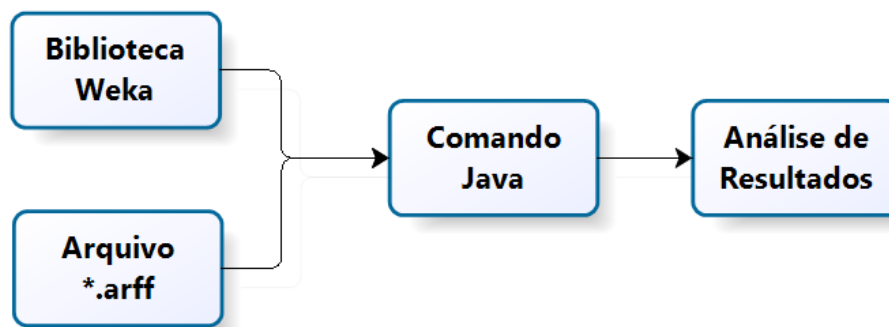 Biblioteca
Weka
Arquivo
*.arff
Comando
Java
Análise de
Resultados